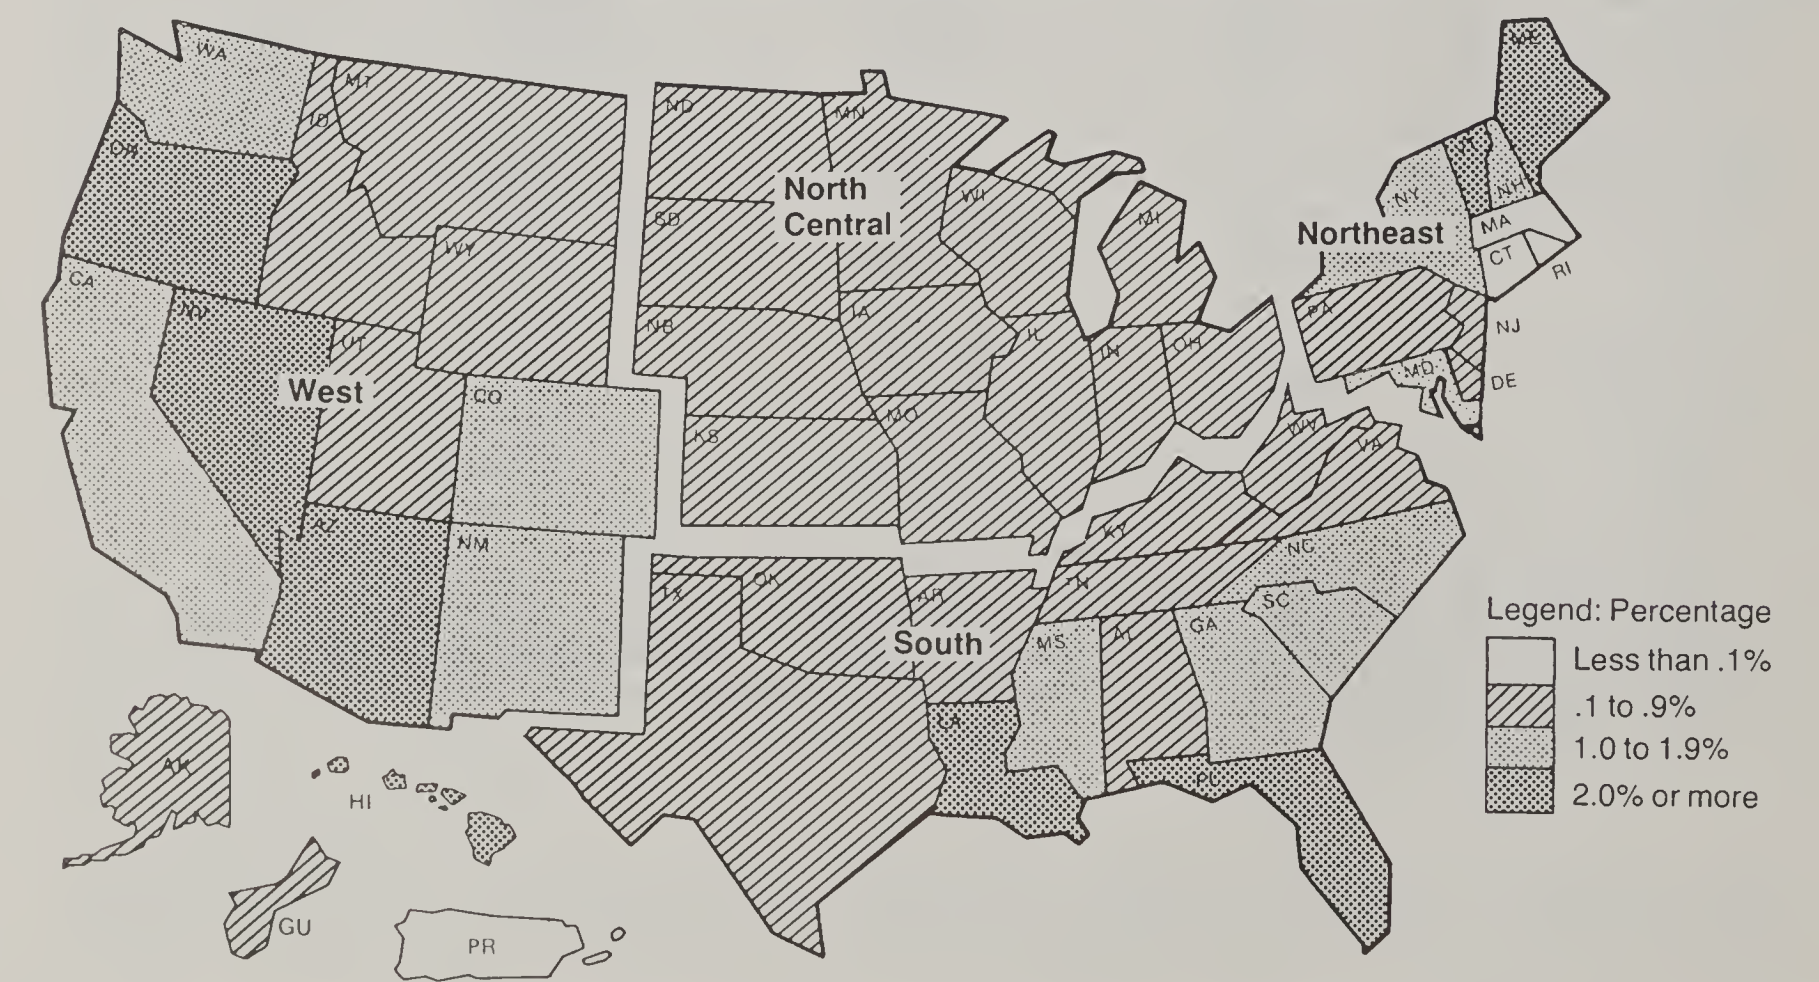 WA
MT
ID
OR
ND
MN
ME
VT
NH
NY
MA
CT
RI
WI
MI
North
Central
SD
WY
Northeast
CA
NV
UT
NB
IA
IL
IN
OH
PA
NJ
MD
DE
West
CO
KS
MO
WV
VA
KY
AZ
NM
OK
TX
AR
TN
NC
SC
South
MS
AL
GA
LA
FL
Legend: Percentage
Less than .1%
.1 to .9%
1.0 to 1.9%
2.0% or more
AK
HI
GU
PR